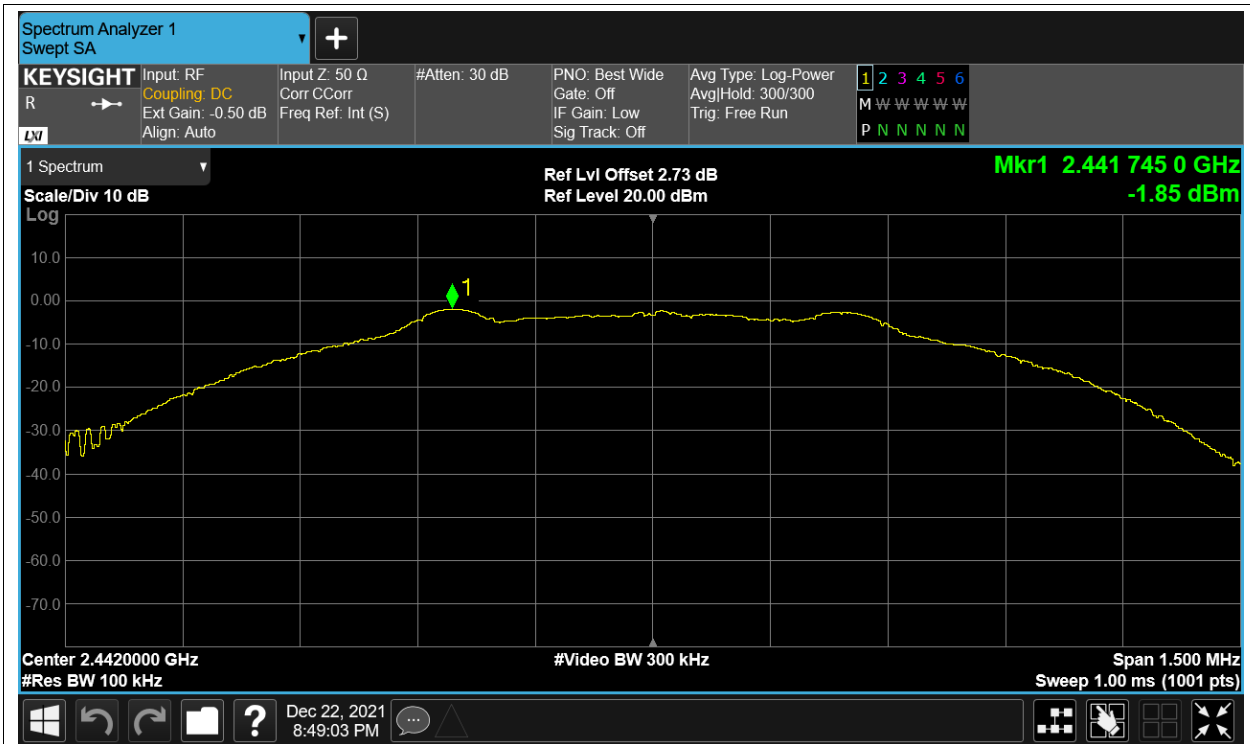 Spectrum Analyzer 1
Swept SA
KEYSIGHT
R
LXI
Input: RF
Coupling: DC
Ext Gain: -0.50 dB
Align: Auto
Input Z: 50 Ω
Corr CCorr
Freq Ref: Int (S)
#Atten: 30 dB
PNO: Best Wide
Gate: Off
IF Gain: Low
Sig Track: Off
Avg Type: Log-Power
Avg|Hold: 300/300
Trig: Free Run
1 2 3 4 5 6
M W W W W W
P N N N N N
1 Spectrum
Scale/Div 10 dB
Log
Ref Lvl Offset 2.73 dB
Ref Level 20.00 dBm
Mkr1 2.441 745 0 GHz
-1.85 dBm
10.0
1
0.00
-10.0
-20.0
-30.0
-40.0
-50.0
-60.0
-70.0
Center 2.4420000 GHz
#Res BW 100 kHz
#Video BW 300 kHz
Span 1.500 MHz
Sweep 1.00 ms (1001 pts)
?
Dec 22, 2021
8:49:03 PM